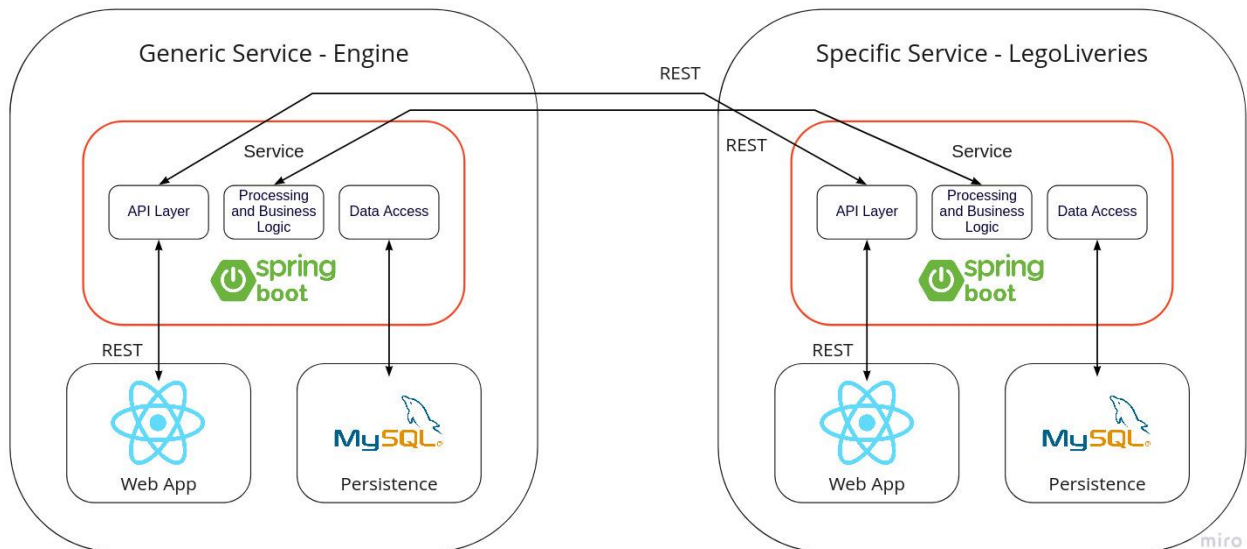 Generic Service - Engine
REST
Service
API Layer
Processing
and Business
Logic
Data Access
spring
boot
REST
Web App
MySQL®
Persistence
Specific Service - LegoLiveries
REST
Service
API Layer
Processing
and Business
Logic
Data Access
spring
boot
REST
Web App
MySQL®
Persistence
miro